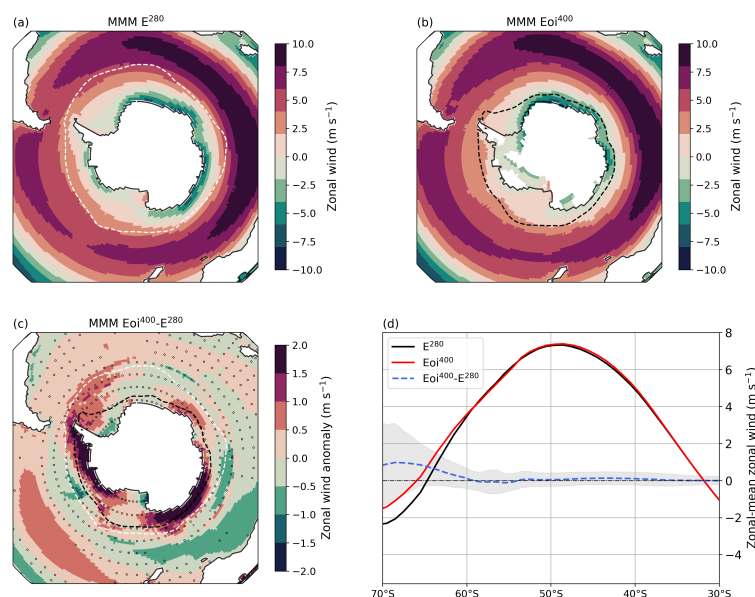 (a) MMM E²⁸⁰
10.0
7.5
5.0
2.5
0.0
−2.5
−5.0
−7.5
−10.0
Zonal wind (m s⁻¹)
(b) MMM Eoi⁴⁰⁰
10.0
7.5
5.0
2.5
0.0
−2.5
−5.0
−7.5
−10.0
Zonal wind (m s⁻¹)
(c) MMM Eoi⁴⁰⁰-E²⁸⁰
2.0
1.5
1.0
0.5
0.0
−0.5
−1.0
−1.5
−2.0
Zonal wind anomaly (m s⁻¹)
(d)
E²⁸⁰
Eoi⁴⁰⁰
Eoi⁴⁰⁰-E²⁸⁰
8
6
4
2
0
−2
−4
Zonal-mean zonal wind (m s⁻¹)
70°S 60°S 50°S 40°S 30°S